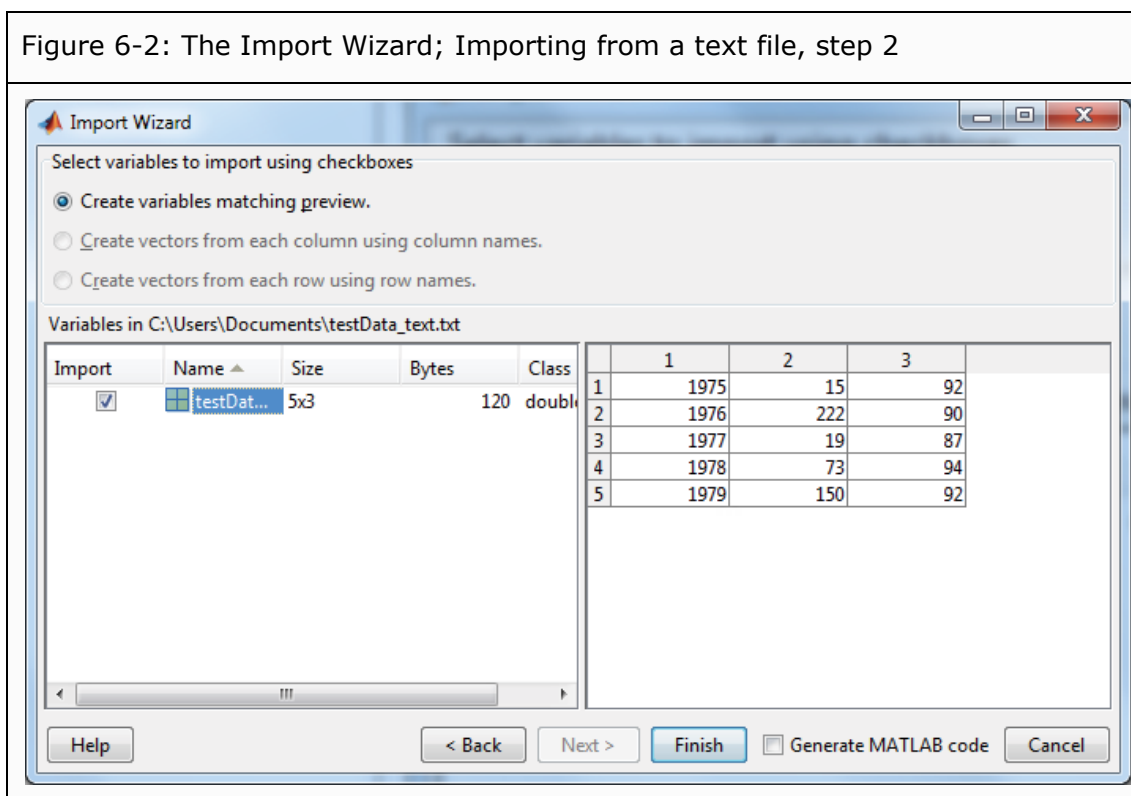 Figure 6-2: The Import Wizard; Importing from a text file, step 2
Import Wizard
Select variables to import using checkboxes
Create variables matching preview.
Create vectors from each column using column names.
Create vectors from each row using row names.
Variables in C:\Users\Documents\testData_text.txt
Import Name Size Bytes Class
testDat... 5x3 120 double
1 2 3
1 1975 15 92
2 1976 222 90
3 1977 19 87
4 1978 73 94
5 1979 150 92
Help < Back Next > Finish Generate MATLAB code Cancel